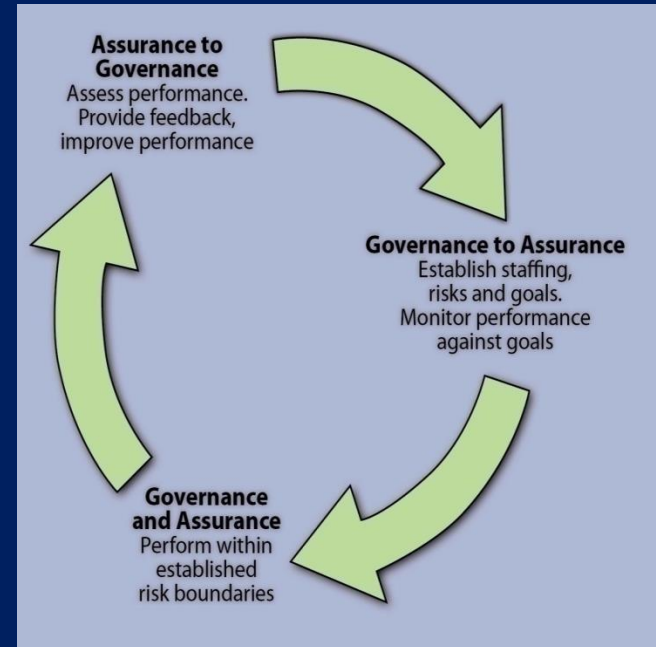 Assurance to
Governance
Assess performance.
Provide feedback,
improve performance
Governance to Assurance
Establish staffing,
risks and goals.
Monitor performance
against goals
Governance
and Assurance
Perform within
established
risk boundaries